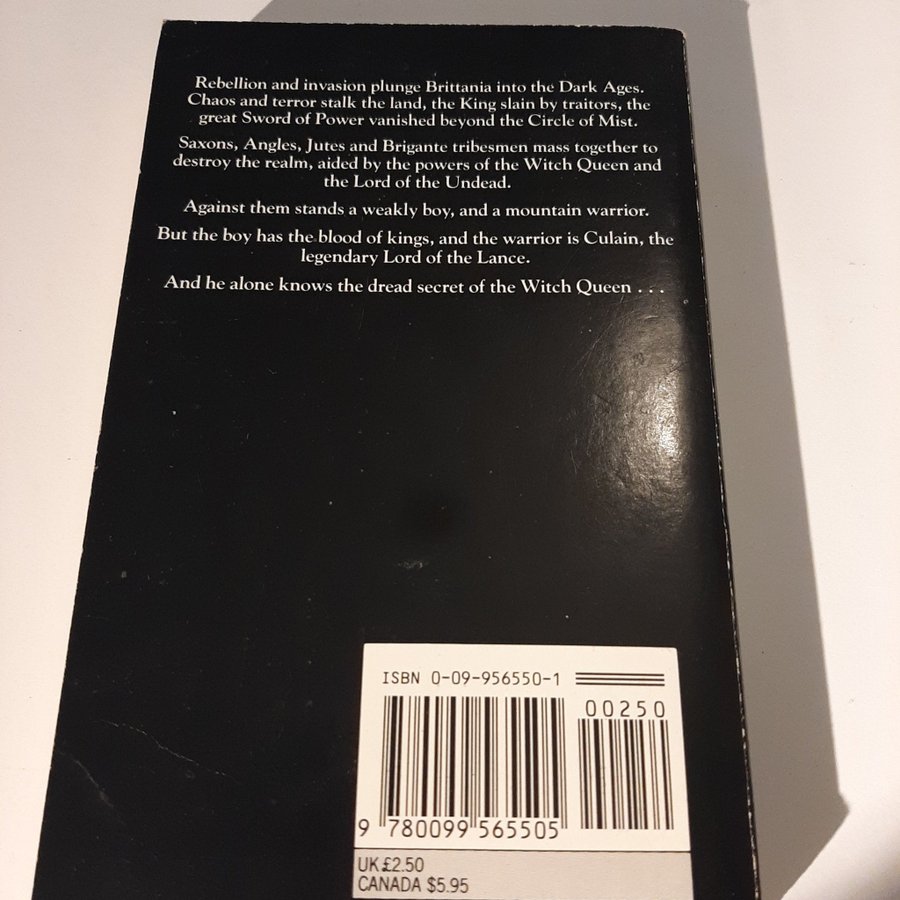 Rebellion and invasion plunge Brittania into the Dark Ages.
Chaos and terror stalk the land, the King slain by traitors, the
great Sword of Power vanished beyond the Circle of Mist.
Saxons, Angles, Jutes and Brigante tribesmen mass together to
destroy the realm, aided by the powers of the Witch Queen and
the Lord of the Undead.
Against them stands a weakly boy, and a mountain warrior.
But the boy has the blood of kings, and the warrior is Culain, the
legendary Lord of the Lance.
And he alone knows the dread secret of the Witch Queen . . .
ISBN 0-09-956550-1
00250
9 780099 565505
UK £2.50
CANADA $5.95